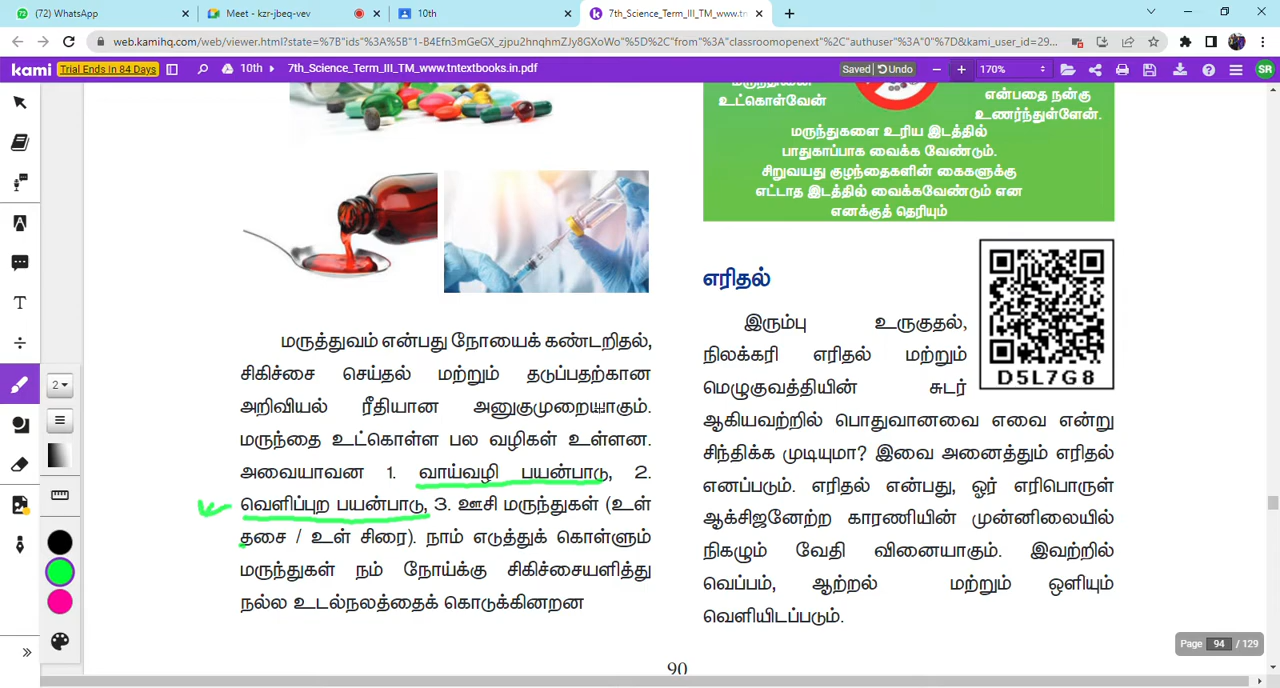 (72) WhatsApp
Meet - kzr-jbeq-vev
10th
7th_Science_Term_III_TM_www.tn
web.kamihq.com/web/viewer.html?state=%7B"ids"%3A%5B"1-B4Efn3mGeGX_zjpu2hnqhmZJy8GXoWo"%5D%2C"from"%3A"classroomopennext"%2C"authuser"%3A"0"%7D&kami_user_id=29...
kami
Trial Ends In 84 Days
10th
7th_Science_Term_III_TM_www.tntextbooks.in.pdf
Saved
Undo
170%
SR
உட்கொள்வேன்
என்பதை நன்கு
உணர்ந்துள்ளேன்.
மருந்துகளை உரிய இடத்தில்
பாதுகாப்பாக வைக்க வேண்டும்.
சிறுவயது குழந்தைகளின் கைகளுக்கு
எட்டாத இடத்தில் வைக்கவேண்டும் என
எனக்குத் தெரியும்
மருத்துவம் என்பது நோயைக் கண்டறிதல்,
சிகிச்சை செய்தல் மற்றும் தடுப்பதற்கான
அறிவியல் ரீதியான அனுகுமுறையாகும்.
மருந்தை உட்கொள்ள பல வழிகள் உள்ளன.
அவையாவன 1. வாய்வழி பயன்பாடு, 2.
வெளிப்புற பயன்பாடு, 3. ஊசி மருந்துகள் (உள்
தசை / உள் சிரை). நாம் எடுத்துக் கொள்ளும்
மருந்துகள் நம் நோய்க்கு சிகிச்சையளித்து
நல்ல உடல்நலத்தைக் கொடுக்கினறன
எரிதல்
இரும்பு உருகுதல்,
நிலக்கரி எரிதல் மற்றும்
மெழுகுவத்தியின் சுடர்
D5L7G8
ஆகியவற்றில் பொதுவானவை எவை என்று
சிந்திக்க முடியுமா? இவை அனைத்தும் எரிதல்
எனப்படும். எரிதல் என்பது, ஓர் எரிபொருள்
ஆக்சிஜனேற்ற காரணியின் முன்னிலையில்
நிகழும் வேதி வினையாகும். இவற்றில்
வெப்பம், ஆற்றல் மற்றும் ஒளியும்
வெளியிடப்படும்.
2
Page 94 / 129
90